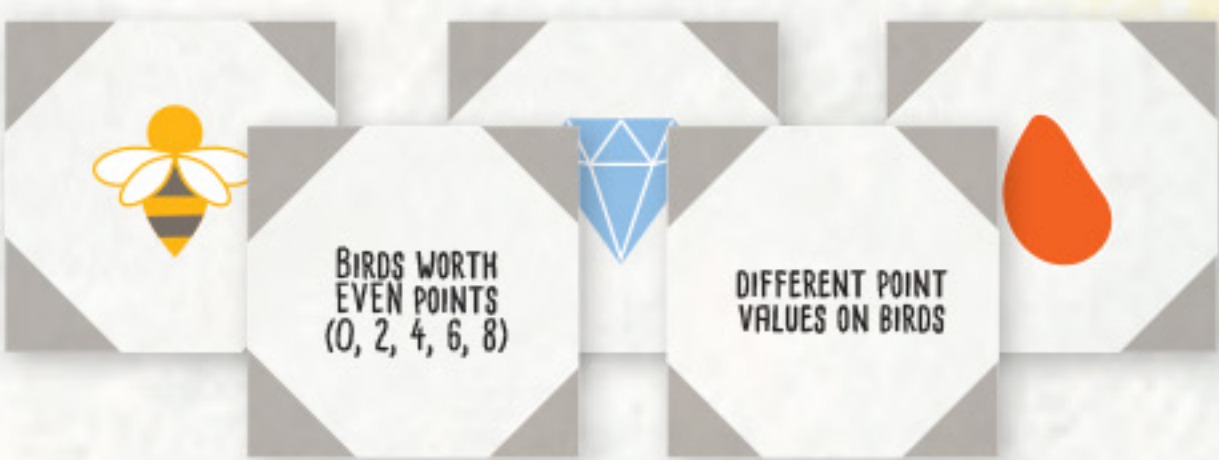 BIRDS WORTH
EVEN POINTS
(0, 2, 4, 6, 8)
DIFFERENT POINT
VALUES ON BIRDS